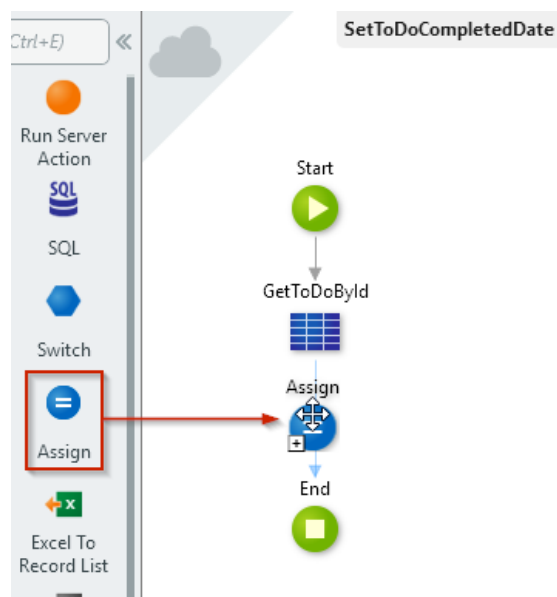 Ctrl+E)
SetToDoCompletedDate
Run Server
Action
SQL
SQL
Switch
Assign
Excel To
Record List
Start
GetToDoById
Assign
End